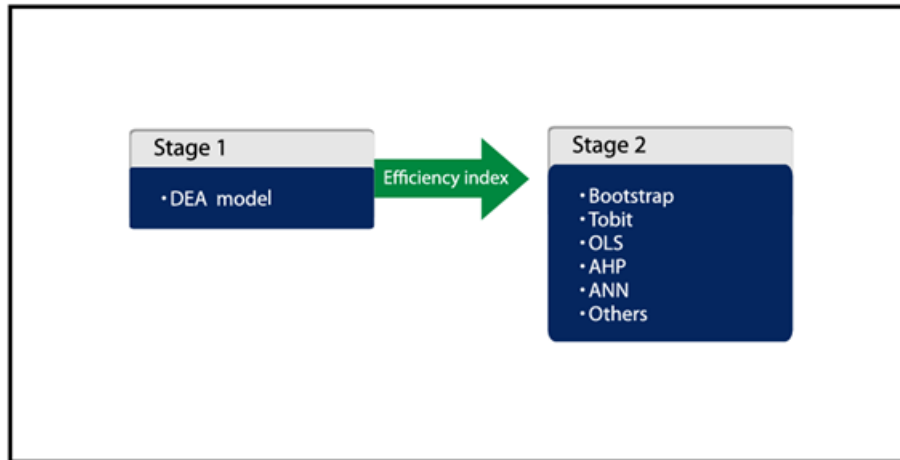 Stage 1
• DEA model
Efficiency index
Stage 2
• Bootstrap
• Tobit
• OLS
• AHP
• ANN
• Others